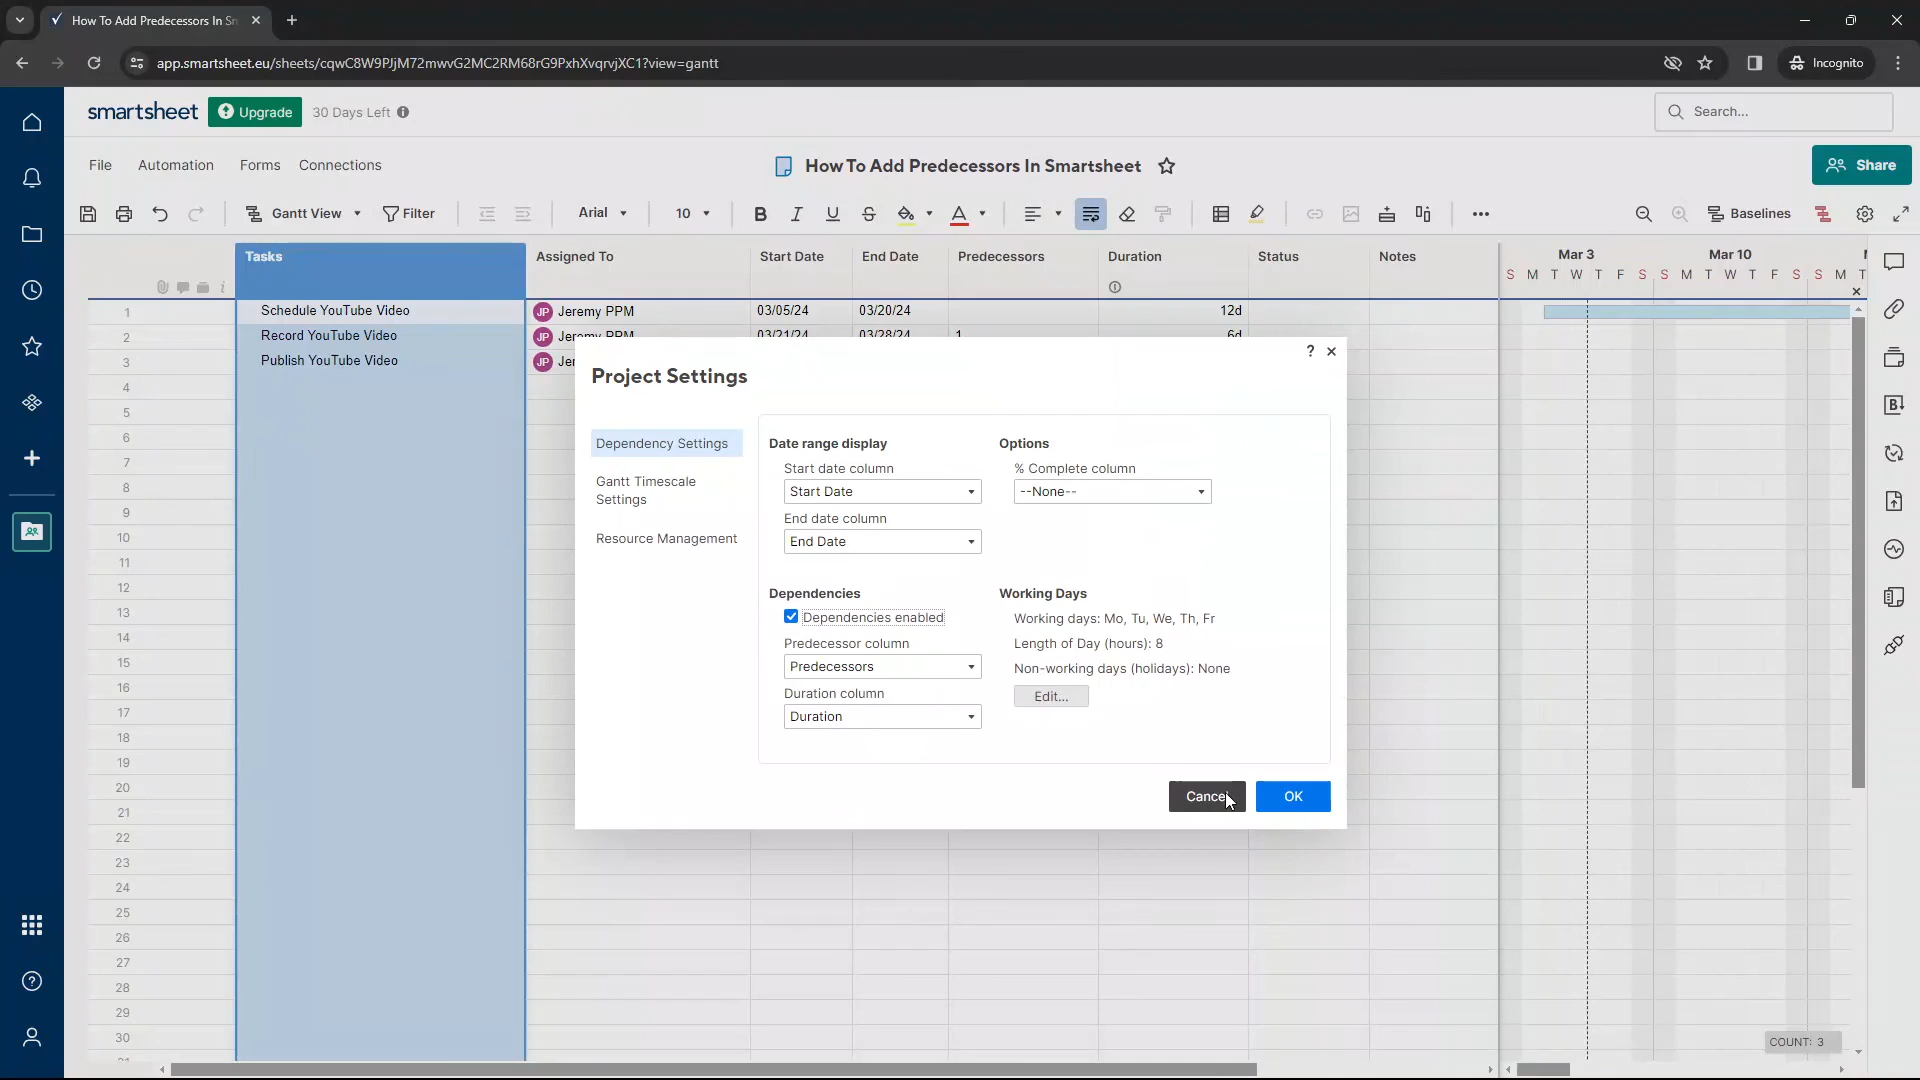 How To Add Predecessors In Sm
app.smartsheet.eu/sheets/cqwC8W9PJjM72mwvG2MC2RM68rG9PxhXvqrvjXC1?view=gantt
Incognito
smartsheet
Upgrade
30 Days Left
Search...
File
Automation
Forms
Connections
How To Add Predecessors In Smartsheet
Share
Gantt View
Filter
Arial
10
B
I
U
S
A
Baselines
Tasks
Assigned To
Start Date
End Date
Predecessors
Duration
Status
Notes
Mar 3
Mar 10
S M T W T F S S M T W T F S S M T
1
Schedule YouTube Video
JP Jeremy PPM
03/05/24
03/20/24
12d
2
Record YouTube Video
JP Jeremy PPM
03/21/24
03/28/24
1
6d
3
Publish YouTube Video
JP Jer
4
5
6
7
8
9
10
11
12
13
14
15
16
17
18
19
20
21
22
23
24
25
26
27
28
29
30
31
Project Settings
?
Dependency Settings
Gantt Timescale
Settings
Resource Management
Date range display
Start date column
Start Date
End date column
End Date
Options
% Complete column
--None--
Dependencies
Dependencies enabled
Predecessor column
Predecessors
Duration column
Duration
Working Days
Working days: Mo, Tu, We, Th, Fr
Length of Day (hours): 8
Non-working days (holidays): None
Edit...
Cancel
OK
COUNT: 3